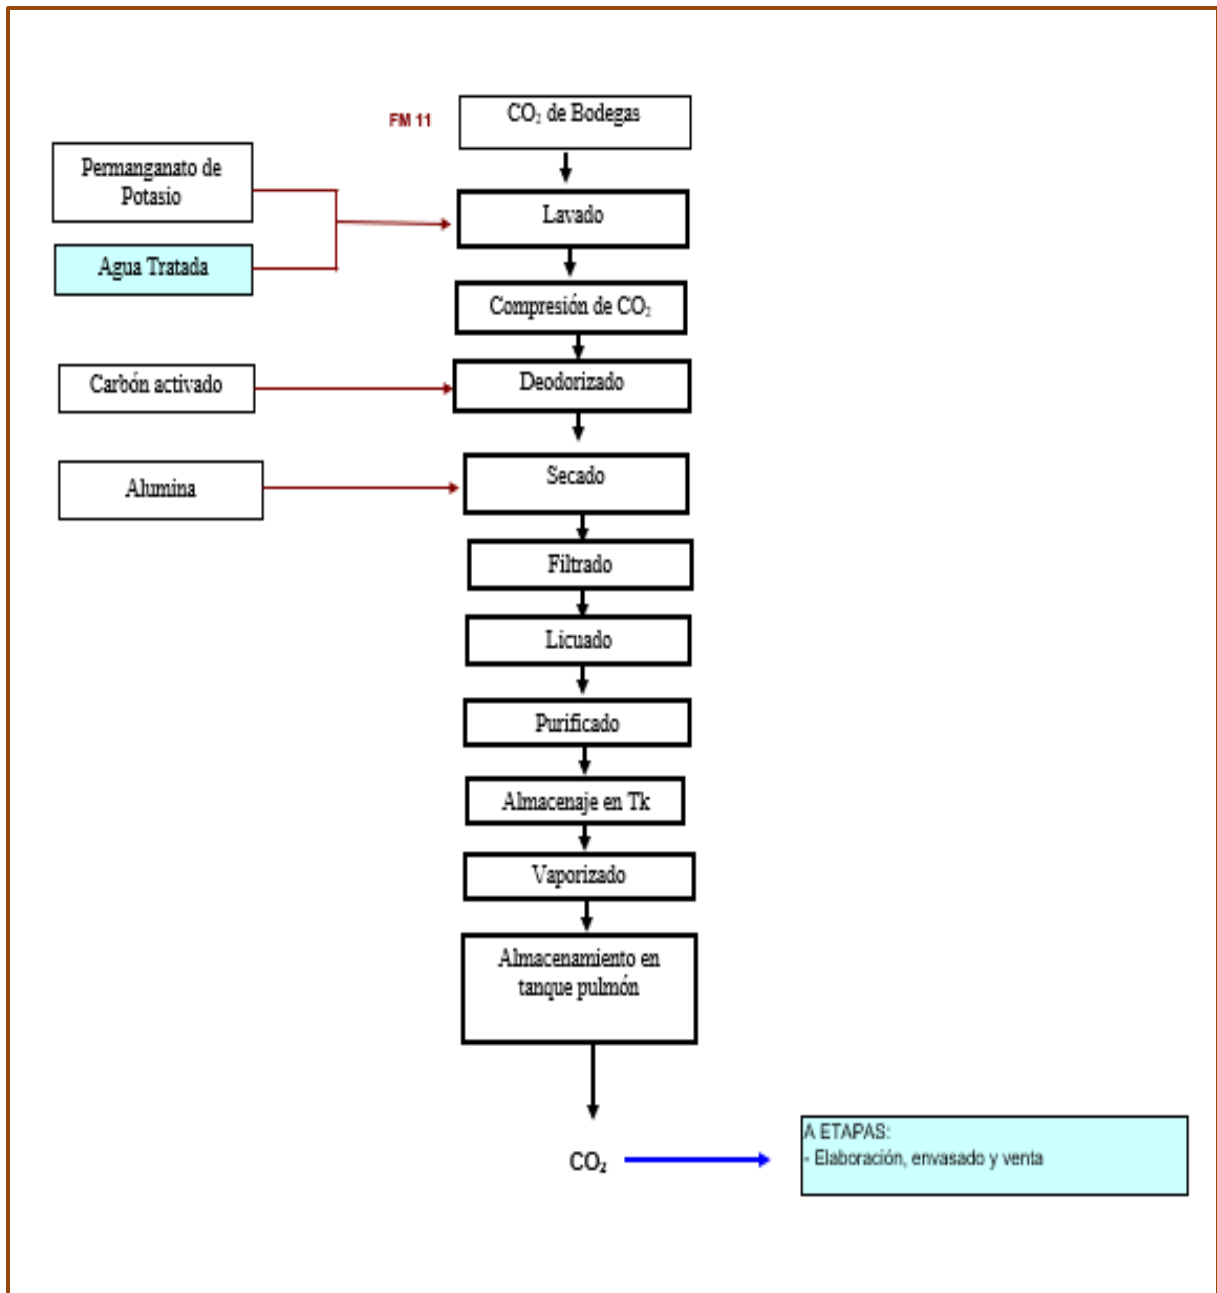 FM 11
CO₂ de Bodegas
Permanganato de
Potasio
Lavado
Agua Tratada
Compresión de CO₂
Carbón activado
Deodorizado
Alumina
Secado
Filtrado
Licuado
Purificado
Almacenaje en Tk
Vaporizado
Almacenamiento en
tanque pulmón
CO₂
A ETAPAS:
- Elaboración, envasado y venta